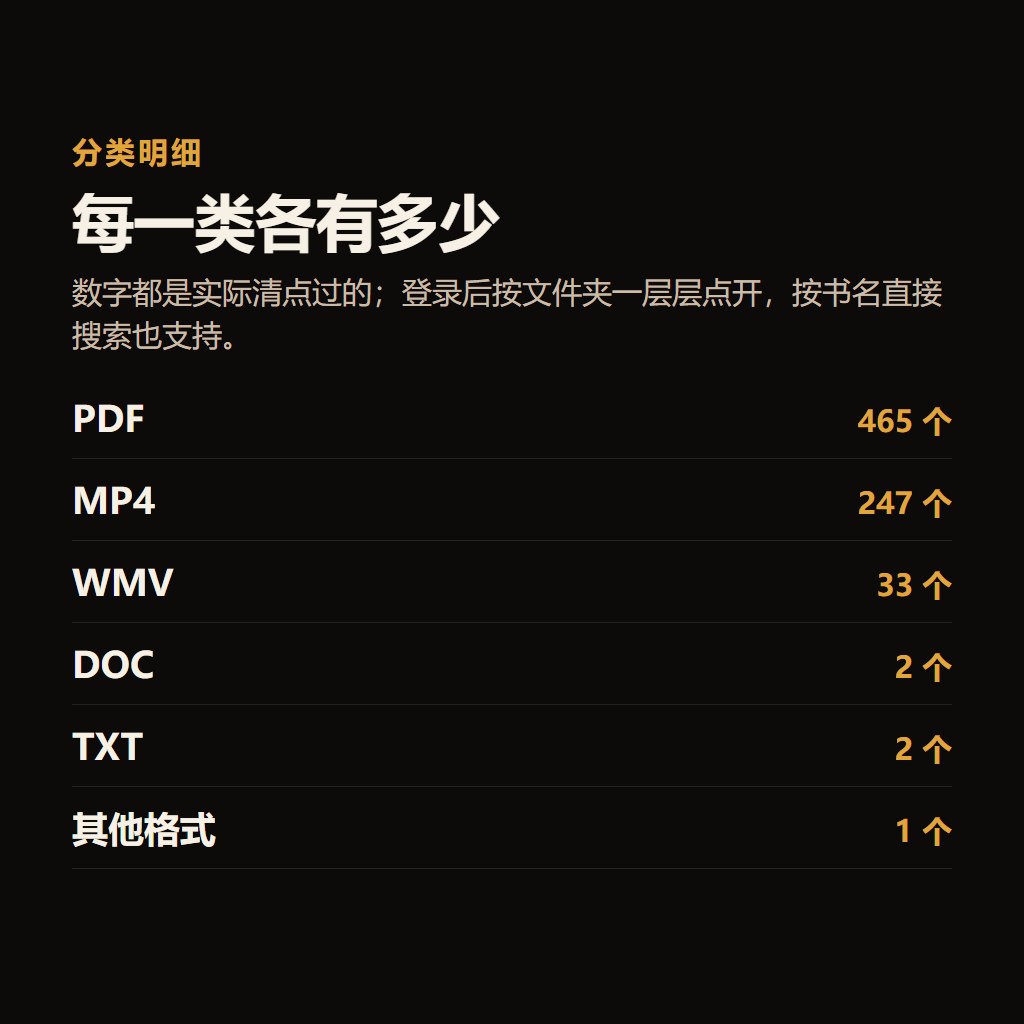 分类明细
每一类各有多少
数字都是实际清点过的；登录后按文件夹一层层点开，按书名直接
搜索也支持。
PDF 465 个
MP4 247 个
WMV 33 个
DOC 2 个
TXT 2 个
其他格式 1 个